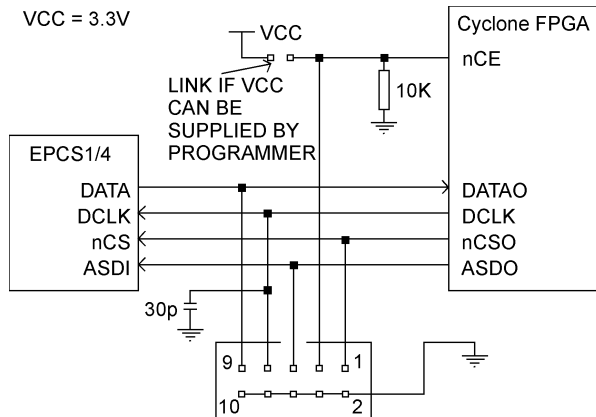 VCC = 3.3V
VCC
Cyclone FPGA
nCE
LINK IF VCC
CAN BE
SUPPLIED BY
PROGRAMMER
10K
EPCS1/4
DATA
DCLK
nCS
ASDI
DATAO
DCLK
nCSO
ASDO
30p
9
1
10
2